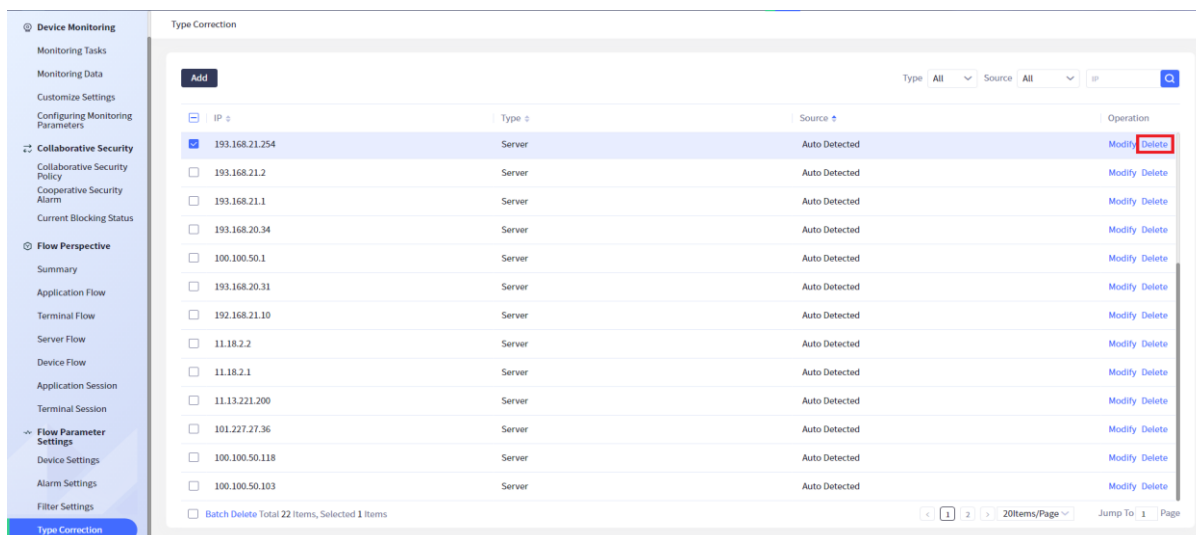 Device Monitoring
Monitoring Tasks
Monitoring Data
Customize Settings
Configuring Monitoring
Parameters
Collaborative Security
Collaborative Security
Policy
Cooperative Security
Alarm
Current Blocking Status
Flow Perspective
Summary
Application Flow
Terminal Flow
Server Flow
Device Flow
Application Session
Terminal Session
Flow Parameter
Settings
Device Settings
Alarm Settings
Filter Settings
Type Correction
Type Correction
Add
Type All Source All IP
IP Type Source Operation
193.168.21.254 Server Auto Detected Modify Delete
193.168.21.2 Server Auto Detected Modify Delete
193.168.21.1 Server Auto Detected Modify Delete
193.168.20.34 Server Auto Detected Modify Delete
100.100.50.1 Server Auto Detected Modify Delete
193.168.20.31 Server Auto Detected Modify Delete
192.168.21.10 Server Auto Detected Modify Delete
11.18.2.2 Server Auto Detected Modify Delete
11.18.2.1 Server Auto Detected Modify Delete
11.13.221.200 Server Auto Detected Modify Delete
101.227.27.36 Server Auto Detected Modify Delete
100.100.50.118 Server Auto Detected Modify Delete
100.100.50.103 Server Auto Detected Modify Delete
Batch Delete Total 22 Items, Selected 1 Items < 1 2 > 20Items/Page Jump To 1 Page